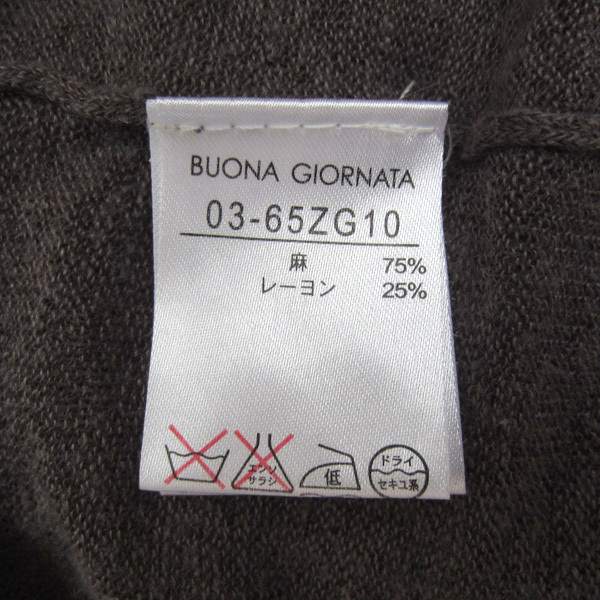 BUONA GIORNATA
03-65ZG10
麻 75%
レーヨン 25%
エンソ
サラシ
低
ドライ
セキユ系